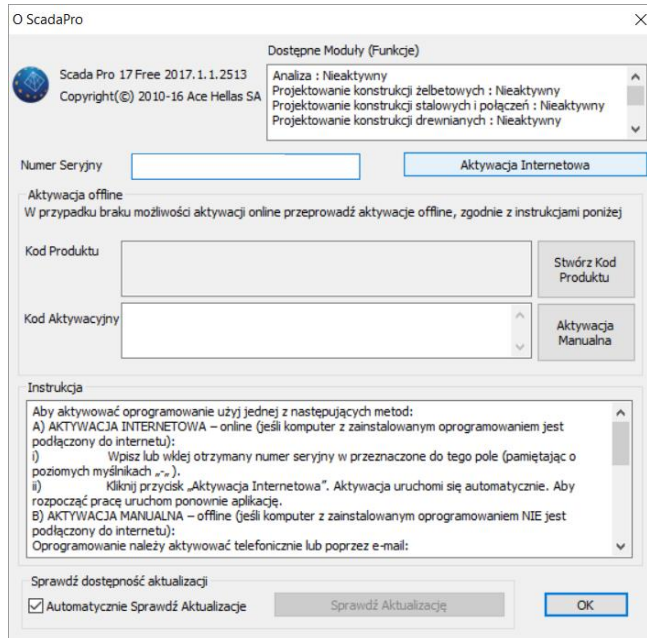 O ScadaPro
Dostępne Moduły (Funkcje)
Scada Pro 17 Free 2017.1.1.2513
Copyright(©) 2010-16 Ace Hellas SA
Analiza : Nieaktywny
Projektowanie konstrukcji żelbetowych : Nieaktywny
Projektowanie konstrukcji stalowych i połączeń : Nieaktywny
Projektowanie konstrukcji drewnianych : Nieaktywny
Numer Seryjny
Aktywacja Internetowa
Aktywacja offline
W przypadku braku możliwości aktywacji online przeprowadź aktywacje offline, zgodnie z instrukcjami poniżej
Kod Produktu
Stwórz Kod
Produktu
Kod Aktywacyjny
Aktywacja
Manualna
Instrukcja
Aby aktywować oprogramowanie użyj jednej z następujących metod:
A) AKTYWACJA INTERNETOWA – online (jeśli komputer z zainstalowanym oprogramowaniem jest
podłączony do internetu):
i) Wpisz lub wklej otrzymany numer seryjny w przeznaczone do tego pole (pamiętając o
poziomych myślnikach „-„ ).
ii) Kliknij przycisk „Aktywacja Internetowa”. Aktywacja uruchomi się automatycznie. Aby
rozpocząć pracę uruchom ponownie aplikację.
B) AKTYWACJA MANUALNA – offline (jeśli komputer z zainstalowanym oprogramowaniem NIE jest
podłączony do internetu):
Oprogramowanie należy aktywować telefonicznie lub poprzez e-mail:
Sprawdź dostępność aktualizacji
Automatycznie Sprawdź Aktualizacje
Sprawdź Aktualizację
OK